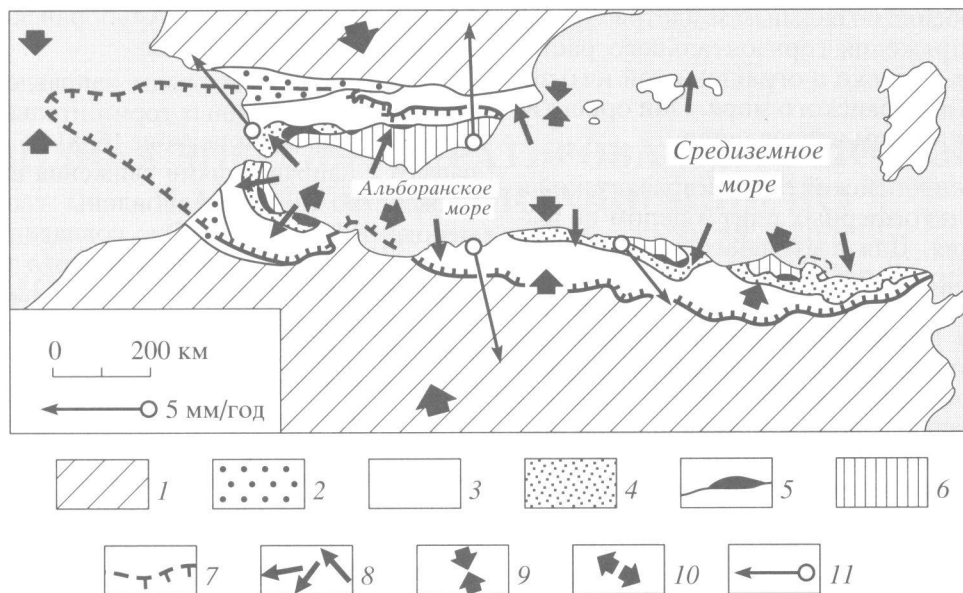 Альборанское
море
Средиземное
море
0 200 км
5 мм/год
1 2 3 4 5 6
7 8 9 10 11